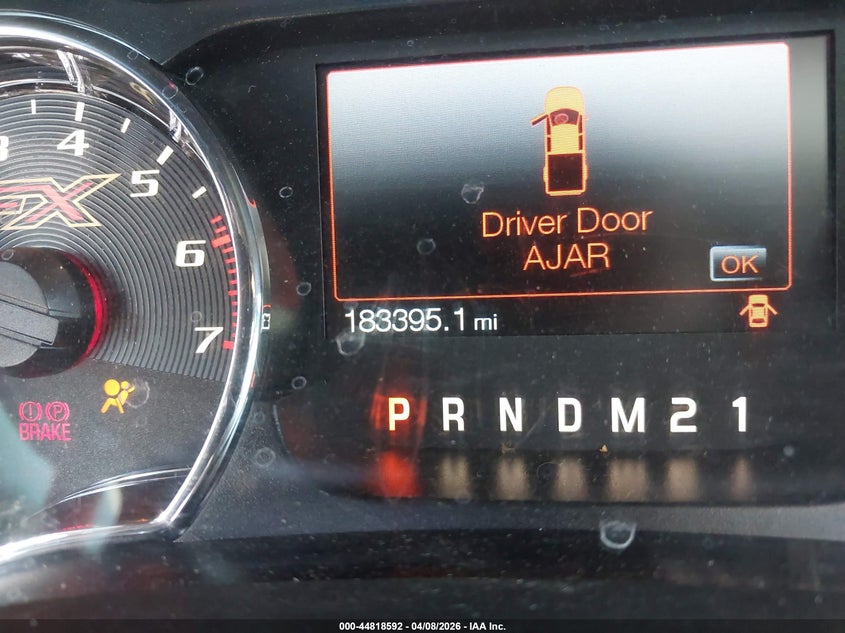 4
5
FX
6
7
Driver Door
AJAR
OK
183395.1 mi
P R N D M 2 1
BRAKE
000-44818592 - 04/08/2026 - IAA Inc.